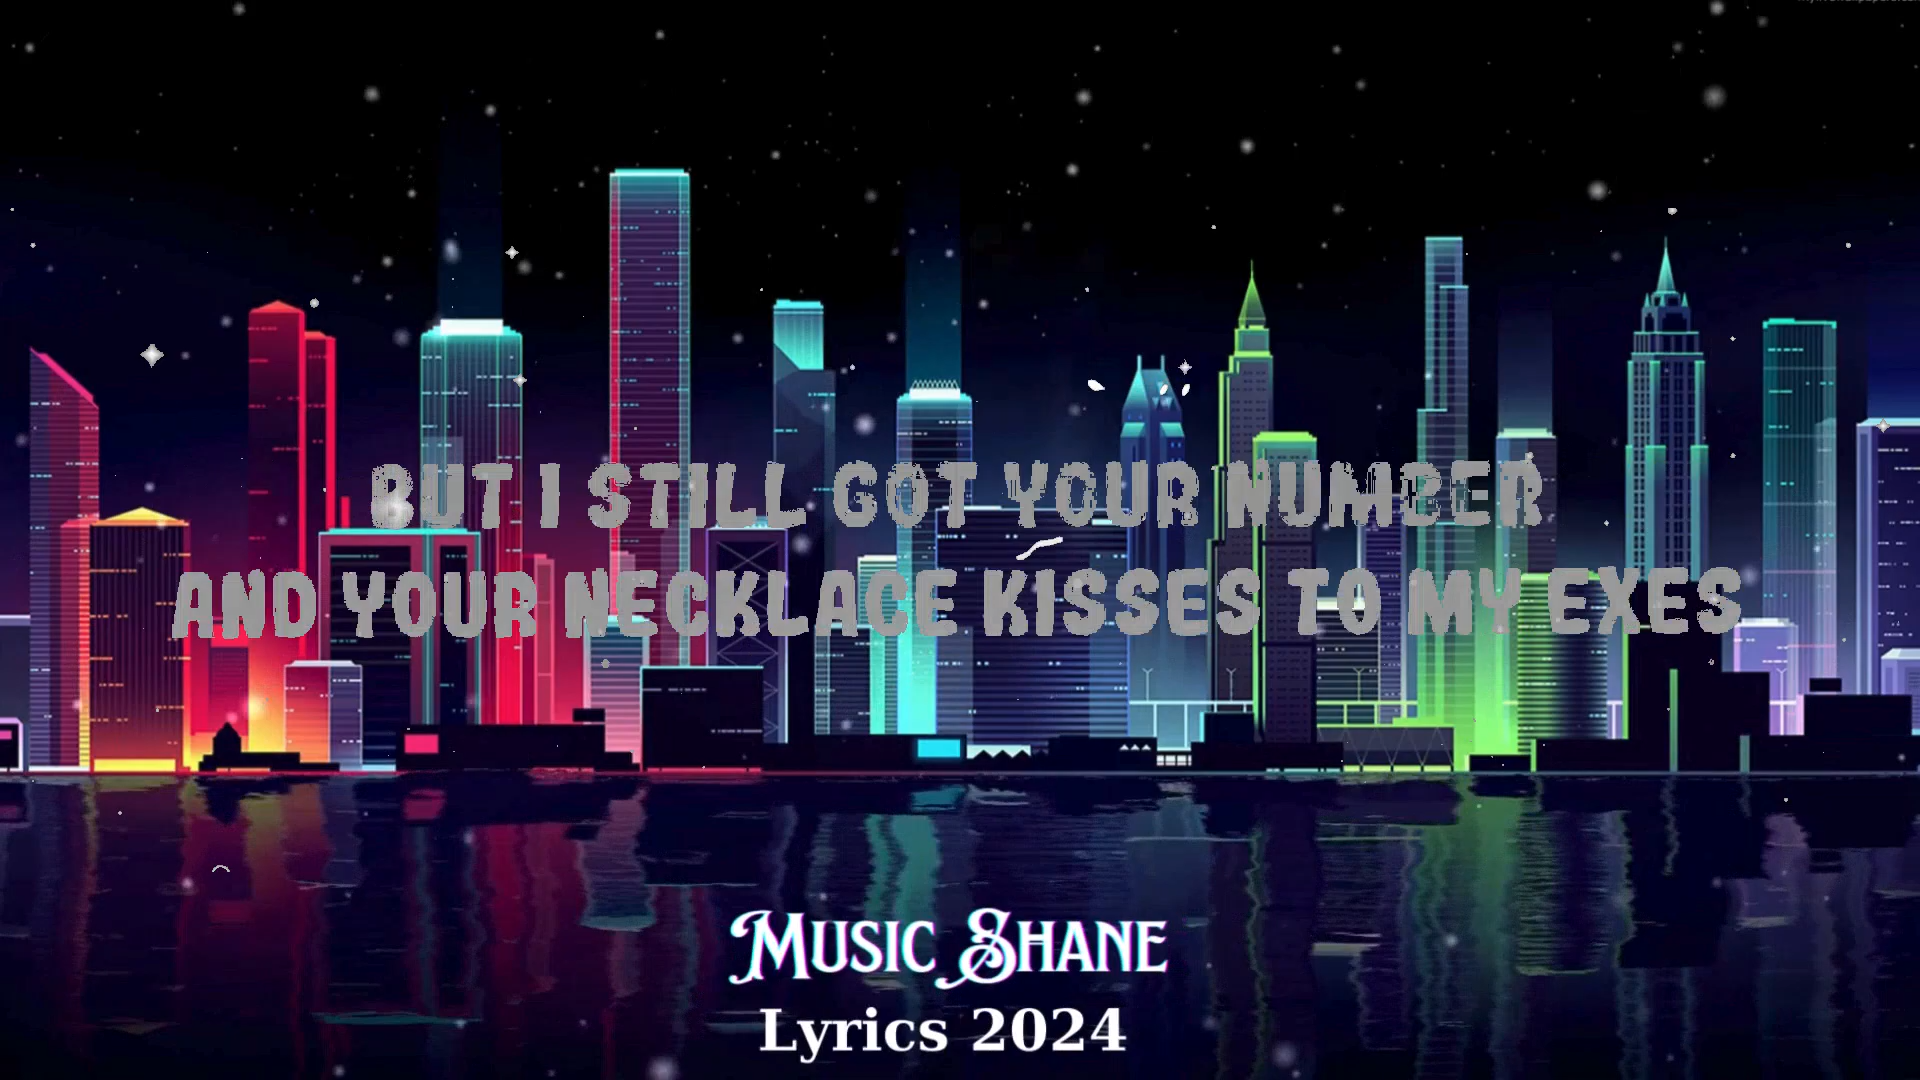 BUT I STILL GOT YOUR NUMBER
AND YOUR NECKLACE KISSES TO MY EXES
MUSIC SHANE
Lyrics 2024